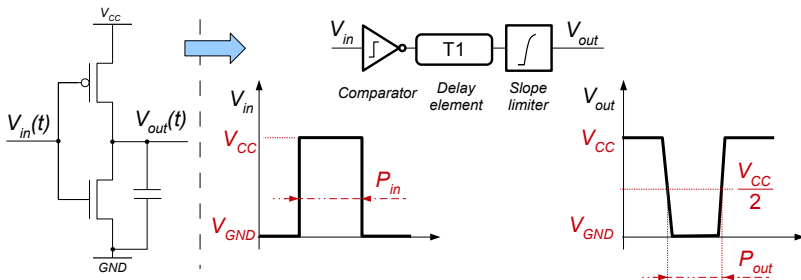 V_CC
V_in(t)
V_out(t)
GND
V_in
T1
V_out
Comparator
Delay element
Slope limiter
V_in
V_CC
P_in
V_GND
V_out
V_CC
V_CC
2
V_GND
P_out